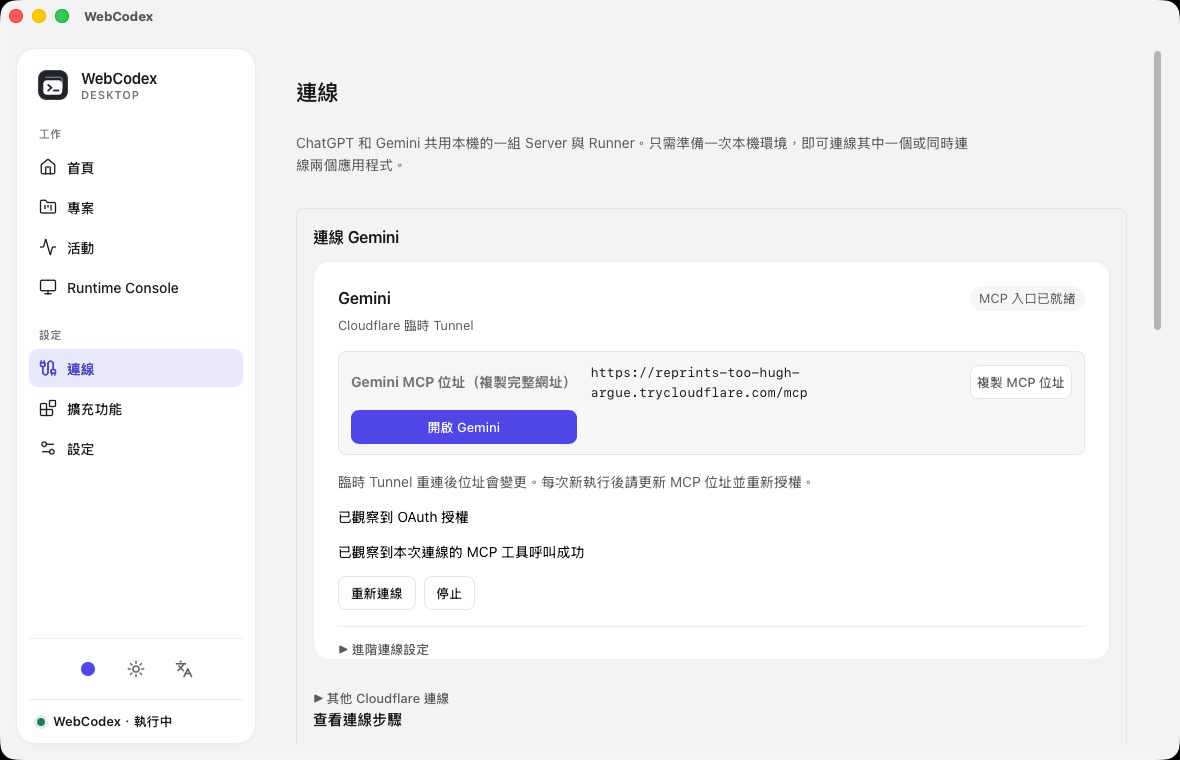 WebCodex
WebCodex
DESKTOP
工作
首頁
專案
活動
Runtime Console
設定
連線
擴充功能
設定
WebCodex · 執行中
連線
ChatGPT 和 Gemini 共用本機的一組 Server 與 Runner。只需準備一次本機環境，即可連線其中一個或同時連
線兩個應用程式。
連線 Gemini
Gemini
MCP 入口已就緒
Cloudflare 臨時 Tunnel
Gemini MCP 位址（複製完整網址）
https://reprints-too-hugh-
argue.trycloudflare.com/mcp
複製 MCP 位址
開啟 Gemini
臨時 Tunnel 重連後位址會變更。每次新執行後請更新 MCP 位址並重新授權。
已觀察到 OAuth 授權
已觀察到本次連線的 MCP 工具呼叫成功
重新連線
停止
▶ 進階連線設定
▶ 其他 Cloudflare 連線
查看連線步驟